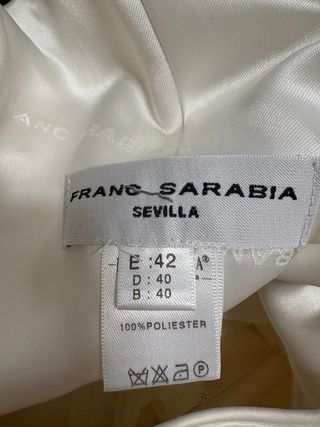 FRANC SARABIA
SEVILLA
E : 42
D : 40
B : 40
100%POLIESTER
P